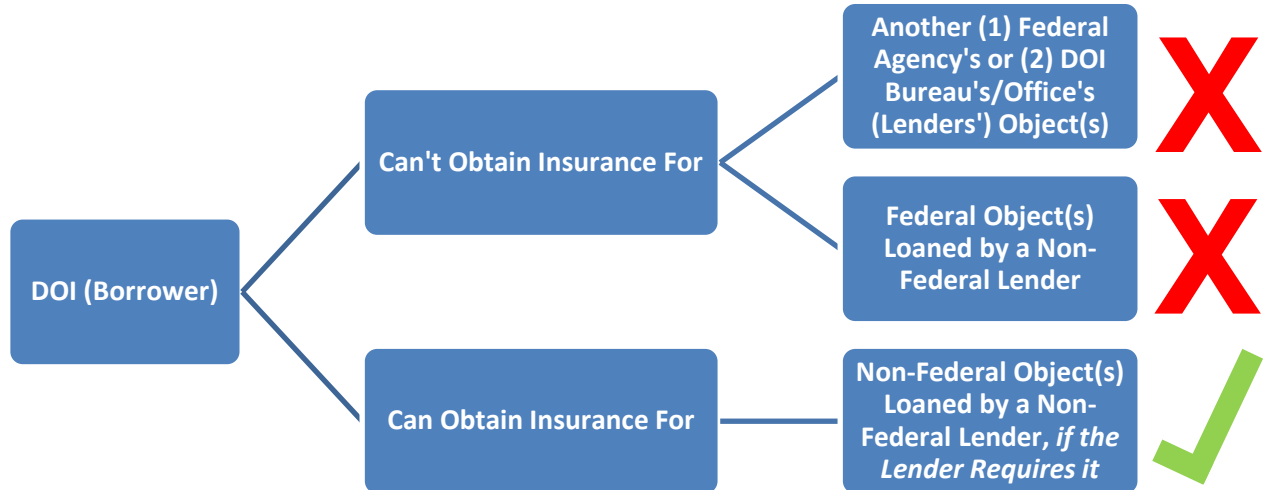 Another (1) Federal
Agency's or (2) DOI
Bureau's/Office's
(Lenders') Object(s)
Can't Obtain Insurance For
Federal Object(s)
Loaned by a Non-
Federal Lender
DOI (Borrower)
Non-Federal Object(s)
Loaned by a Non-
Federal Lender, if the
Lender Requires it
Can Obtain Insurance For